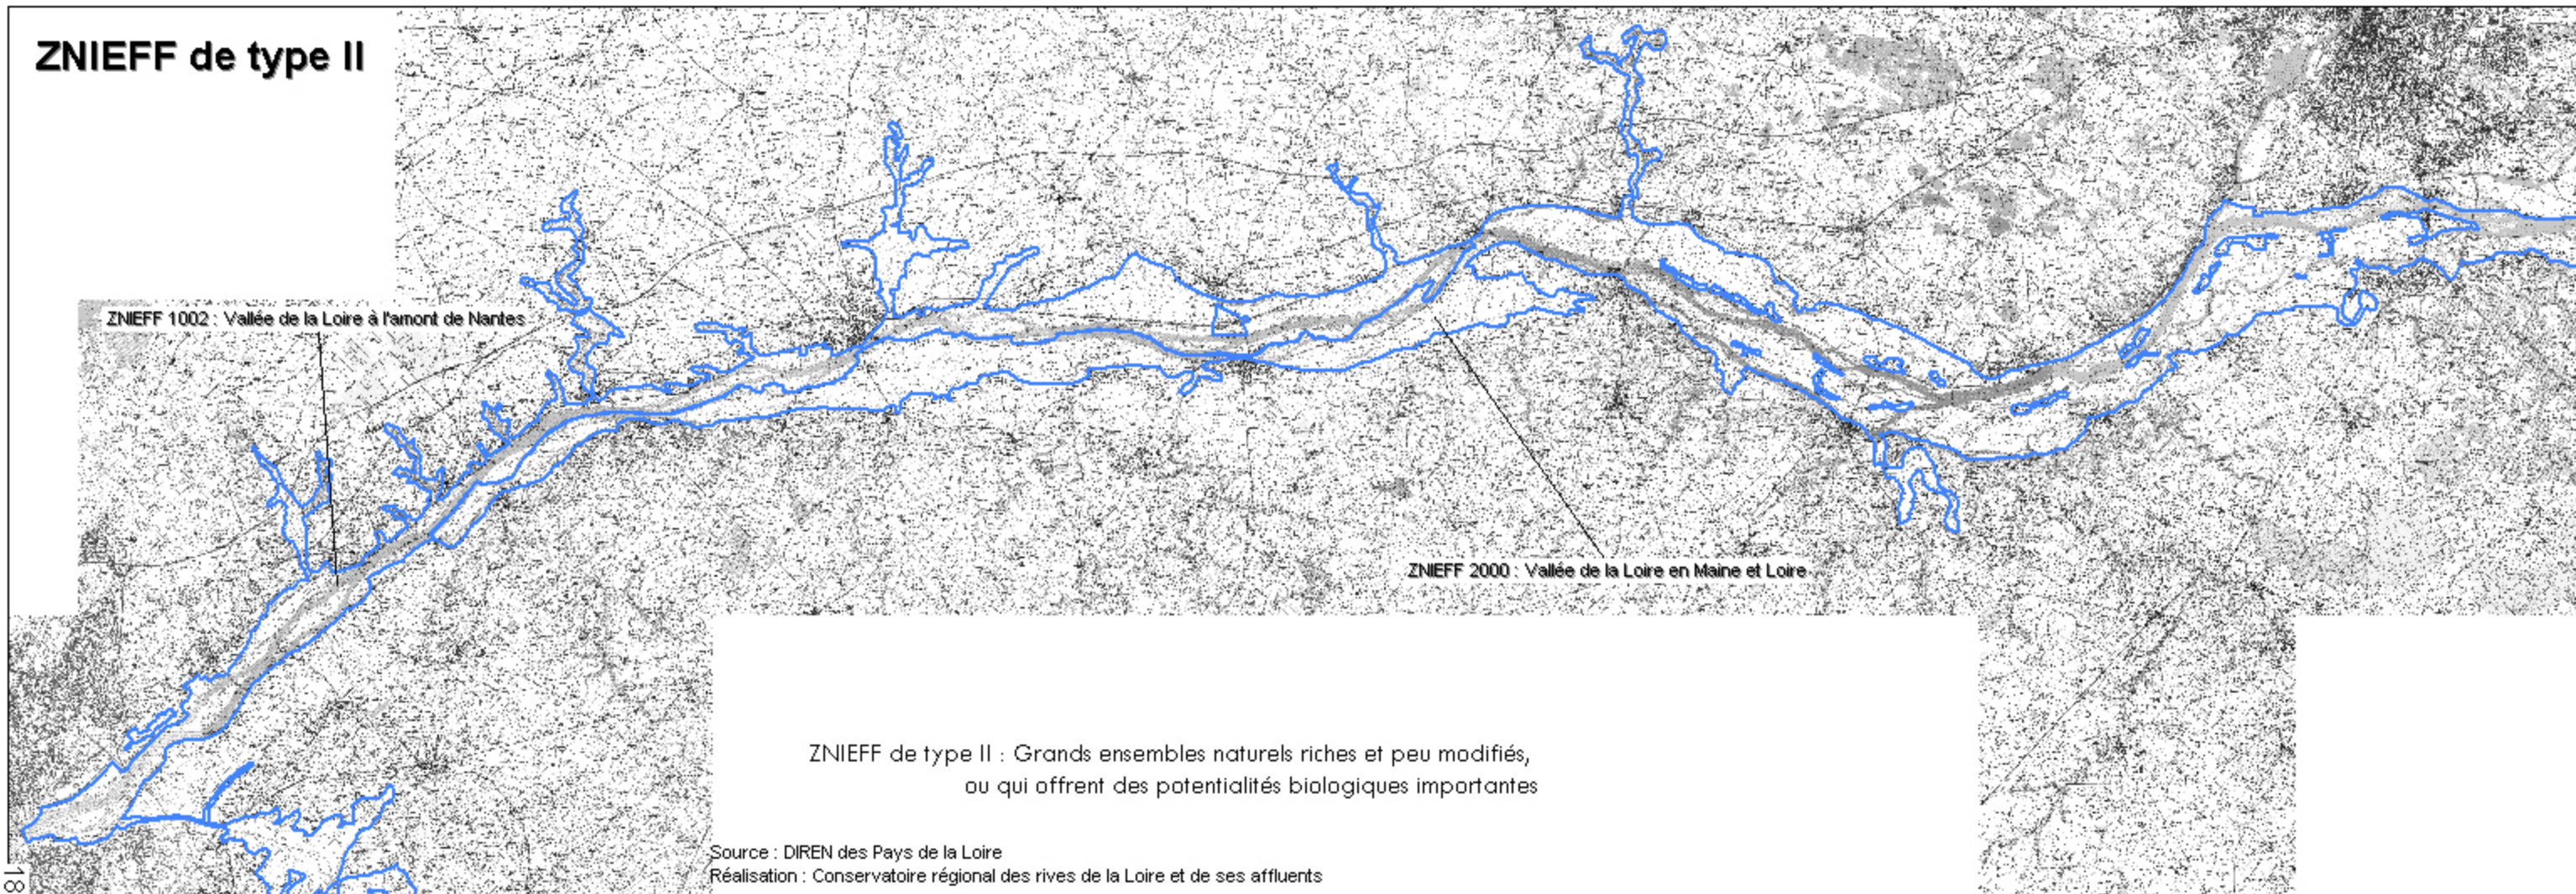 ZNIEFF de type II
ZNIEFF 1002 : Vallée de la Loire à l'amont de Nantes
ZNIEFF 2000 : Vallée de la Loire en Maine et Loire
ZNIEFF de type II : Grands ensembles naturels riches et peu modifiés,
ou qui offrent des potentialités biologiques importantes
Source : DIREN des Pays de la Loire
Réalisation : Conservatoire régional des rives de la Loire et de ses affluents
18